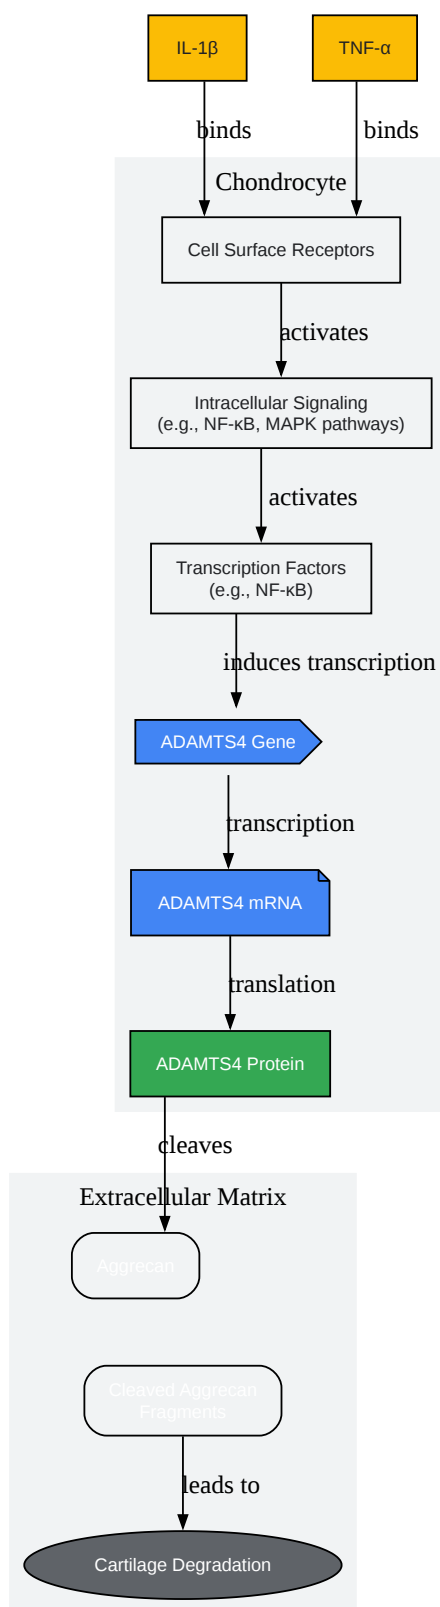 IL-1β
TNF-α
binds
binds
Chondrocyte
Cell Surface Receptors
activates
Intracellular Signaling
(e.g., NF-κB, MAPK pathways)
activates
Transcription Factors
(e.g., NF-κB)
induces transcription
ADAMTS4 Gene
transcription
ADAMTS4 mRNA
translation
ADAMTS4 Protein
cleaves
Extracellular Matrix
Aggrecan
Cleaved Aggrecan
Fragments
leads to
Cartilage Degradation